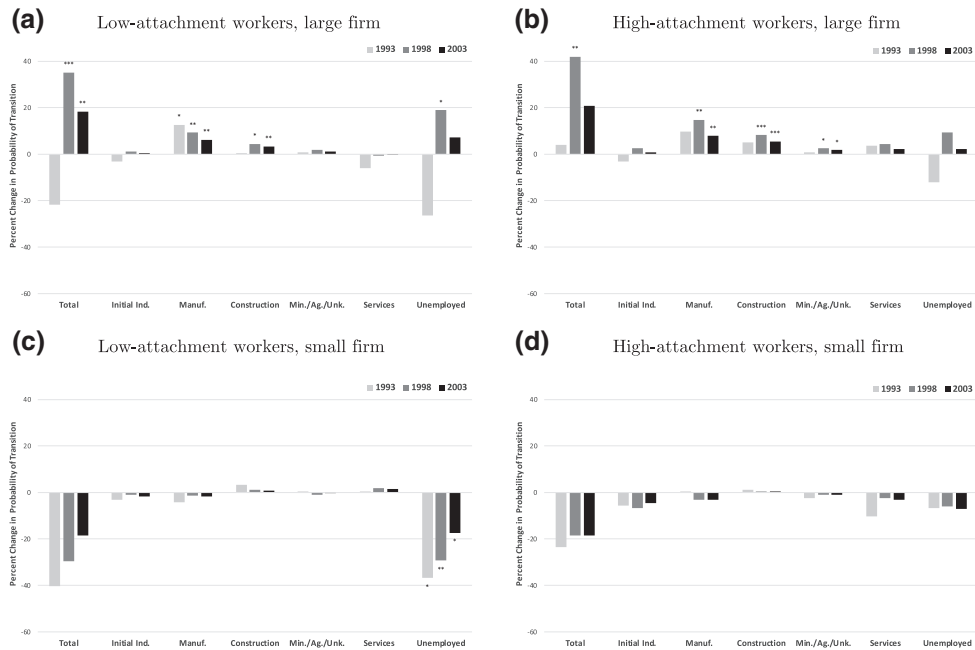 (a) Low-attachment workers, large firm
1993 1998 2003
Percent Change in Probability of Transition
40
20
0
-20
-40
-60
*** ** * ** ** * ** *
Total Initial Ind. Manuf. Construction Min./Ag./Unk. Services Unemployed
(b) High-attachment workers, large firm
1993 1998 2003
Percent Change in Probability of Transition
40
20
0
-20
-40
-60
** ** ** *** *** * *
Total Initial Ind. Manuf. Construction Min./Ag./Unk. Services Unemployed
(c) Low-attachment workers, small firm
1993 1998 2003
Percent Change in Probability of Transition
40
20
0
-20
-40
-60
* ** *
Total Initial Ind. Manuf. Construction Min./Ag./Unk. Services Unemployed
(d) High-attachment workers, small firm
1993 1998 2003
Percent Change in Probability of Transition
40
20
0
-20
-40
-60
Total Initial Ind. Manuf. Construction Min./Ag./Unk. Services Unemployed